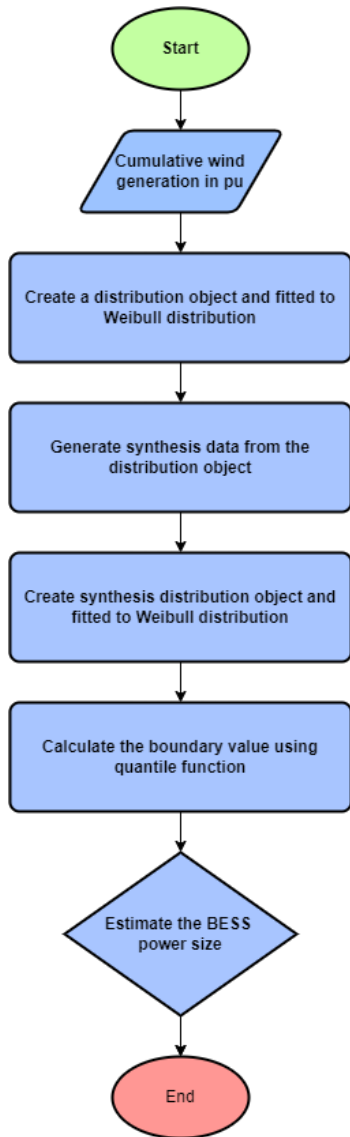 Start
Cumulative wind
generation in pu
Create a distribution object and fitted to
Weibull distribution
Generate synthesis data from the
distribution object
Create synthesis distribution object and
fitted to Weibull distribution
Calculate the boundary value using
quantile function
Estimate the BESS
power size
End